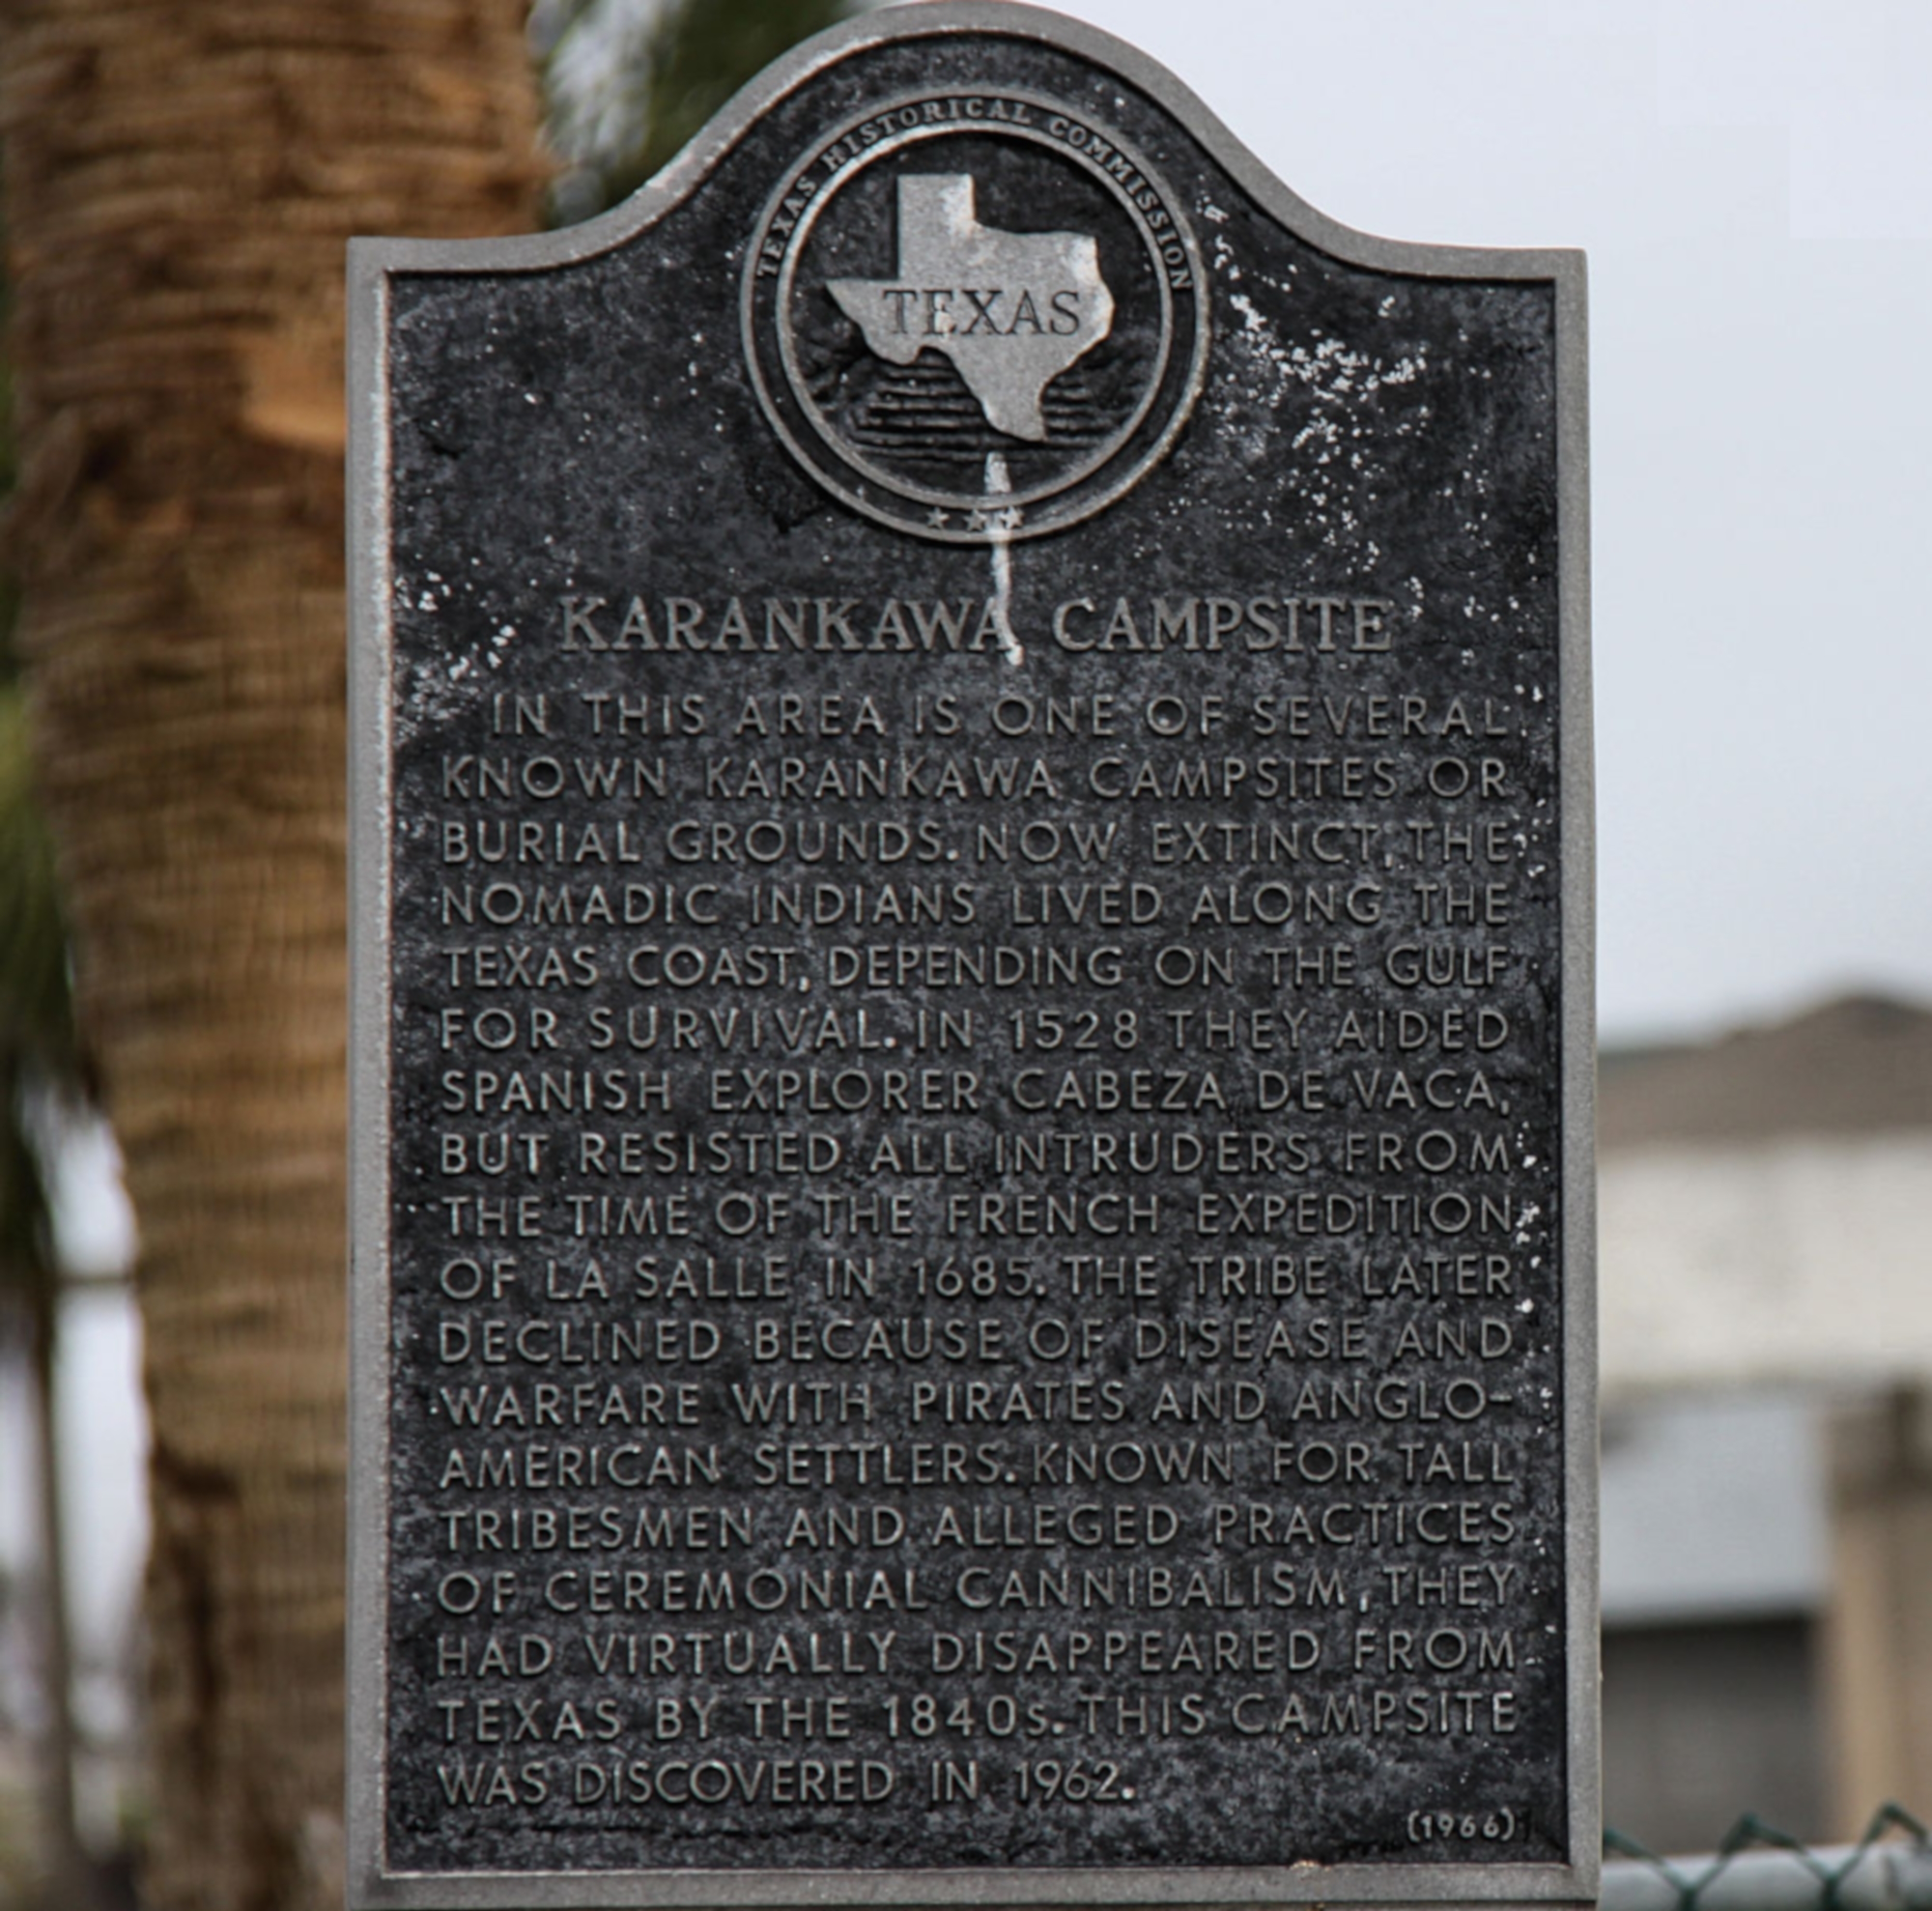 TEXAS HISTORICAL COMMISSION
TEXAS
KARANKAWA CAMPSITE
IN THIS AREA IS ONE OF SEVERAL
KNOWN KARANKAWA CAMPSITES OR
BURIAL GROUNDS. NOW EXTINCT, THE
NOMADIC INDIANS LIVED ALONG THE
TEXAS COAST, DEPENDING ON THE GULF
FOR SURVIVAL. IN 1528 THEY AIDED
SPANISH EXPLORER CABEZA DE VACA,
BUT RESISTED ALL INTRUDERS FROM
THE TIME OF THE FRENCH EXPEDITION
OF LA SALLE IN 1685. THE TRIBE LATER
DECLINED BECAUSE OF DISEASE AND
WARFARE WITH PIRATES AND ANGLO-
AMERICAN SETTLERS. KNOWN FOR TALL
TRIBESMEN AND ALLEGED PRACTICES
OF CEREMONIAL CANNIBALISM, THEY
HAD VIRTUALLY DISAPPEARED FROM
TEXAS BY THE 1840s. THIS CAMPSITE
WAS DISCOVERED IN 1962.
(1966)